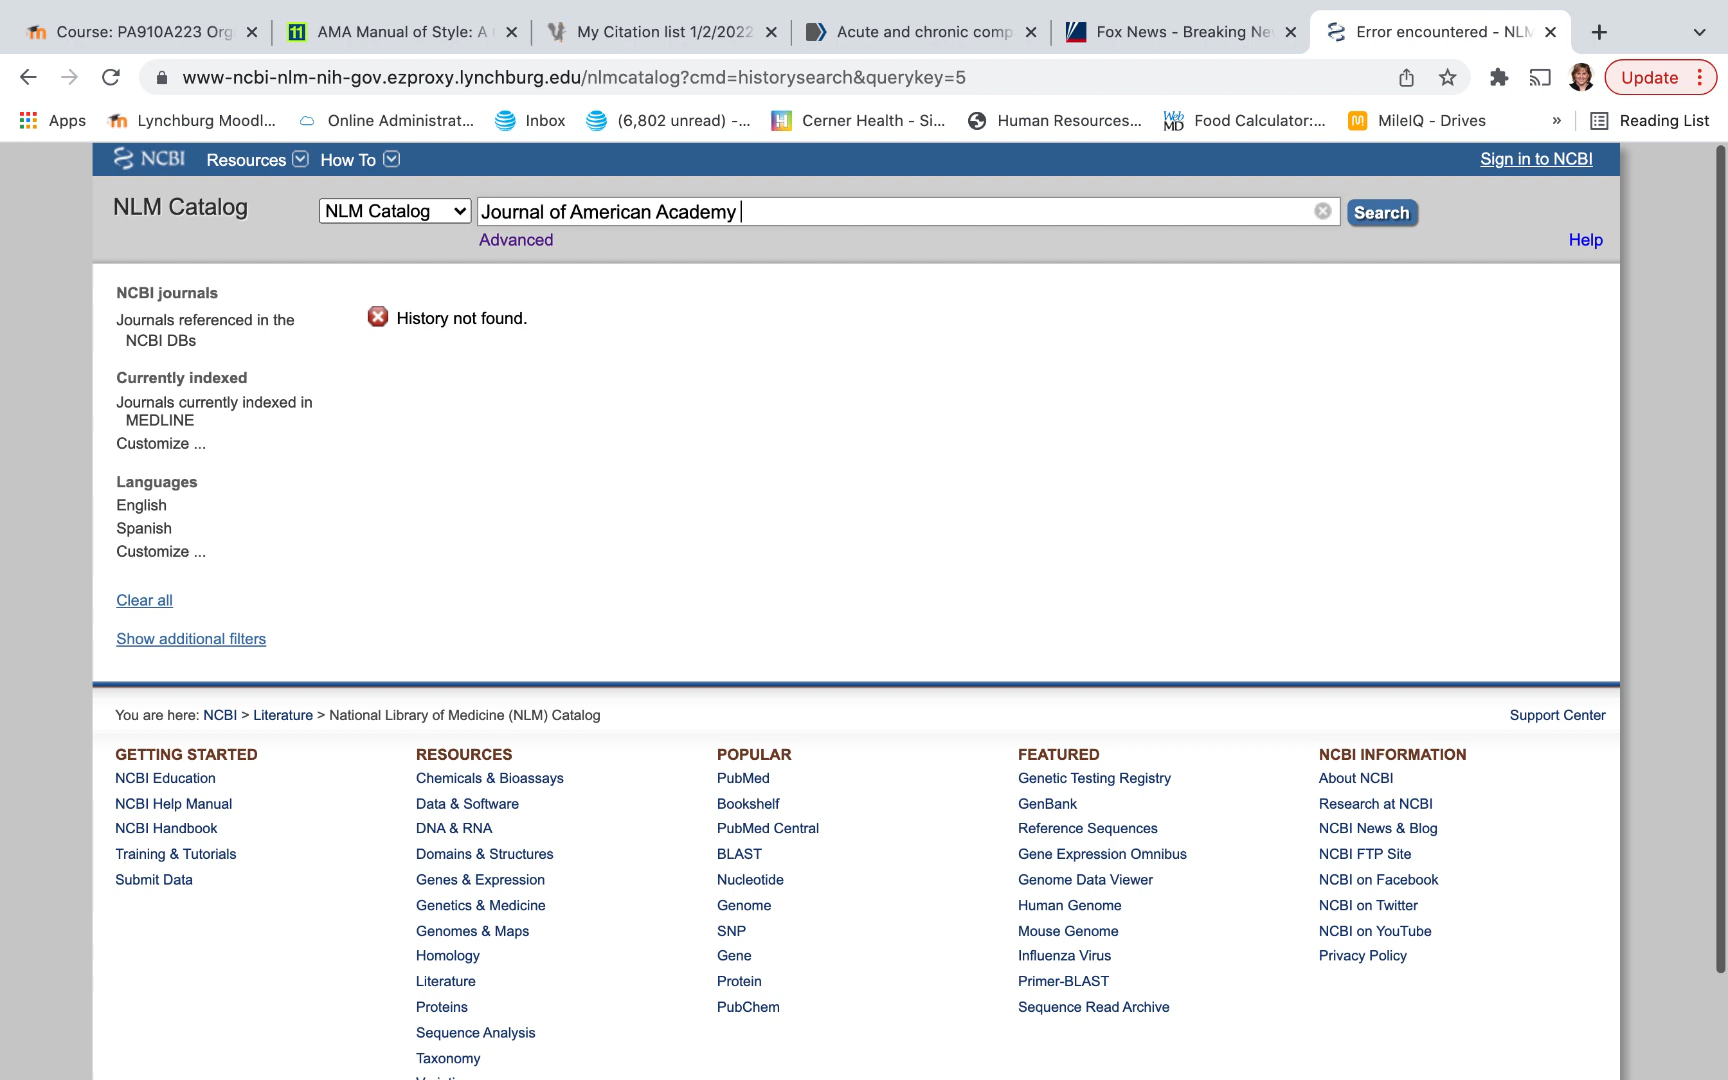 Course: PA910A223 Org
AMA Manual of Style: A
My Citation list 1/2/2022
Acute and chronic comp
Fox News - Breaking Ne
Error encountered - NLM
www-ncbi-nlm-nih-gov.ezproxy.lynchburg.edu/nlmcatalog?cmd=historysearch&querykey=5
Update
Apps
Lynchburg Moodl...
Online Administrat...
Inbox
(6,802 unread) -...
Cerner Health - Si...
Human Resources...
Food Calculator:...
MileIQ - Drives
»
Reading List
NCBI
Resources
How To
Sign in to NCBI
NLM Catalog
NLM Catalog
Journal of American Academy
Search
Advanced
Help
NCBI journals
Journals referenced in the
NCBI DBs
Currently indexed
Journals currently indexed in
MEDLINE
Customize ...
Languages
English
Spanish
Customize ...
Clear all
Show additional filters
History not found.
You are here: NCBI > Literature > National Library of Medicine (NLM) Catalog
Support Center
GETTING STARTED
NCBI Education
NCBI Help Manual
NCBI Handbook
Training & Tutorials
Submit Data
RESOURCES
Chemicals & Bioassays
Data & Software
DNA & RNA
Domains & Structures
Genes & Expression
Genetics & Medicine
Genomes & Maps
Homology
Literature
Proteins
Sequence Analysis
Taxonomy
POPULAR
PubMed
Bookshelf
PubMed Central
BLAST
Nucleotide
Genome
SNP
Gene
Protein
PubChem
FEATURED
Genetic Testing Registry
GenBank
Reference Sequences
Gene Expression Omnibus
Genome Data Viewer
Human Genome
Mouse Genome
Influenza Virus
Primer-BLAST
Sequence Read Archive
NCBI INFORMATION
About NCBI
Research at NCBI
NCBI News & Blog
NCBI FTP Site
NCBI on Facebook
NCBI on Twitter
NCBI on YouTube
Privacy Policy